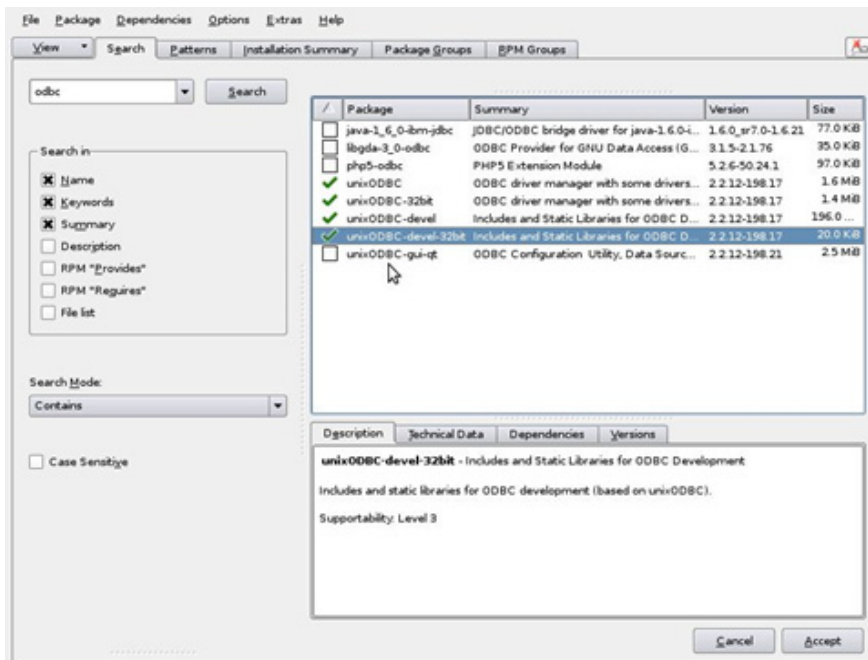 File Package Dependencies Options Extras Help
View Search Patterns Installation Summary Package Groups RPM Groups
odbc Search
Search in
Name
Keywords
Summary
Description
RPM "Provides"
RPM "Requires"
File list
Search Mode:
Contains
Case Sensitive
Package Summary Version Size
java-1_6_0-ibm-jdbc JDBC/ODBC bridge driver for java-1.6.0-i... 1.6.0_sr7.0-1.6.21 77.0 KiB
libgda-3_0-odbc ODBC Provider for GNU Data Access (G... 3.1.5-2.1.76 35.0 KiB
php5-odbc PHP5 Extension Module 5.2.6-50.24.1 97.0 KiB
unixODBC ODBC driver manager with some drivers... 2.2.12-198.17 1.6 MiB
unixODBC-32bit ODBC driver manager with some drivers... 2.2.12-198.17 1.4 MiB
unixODBC-devel Includes and Static Libraries for ODBC D... 2.2.12-198.17 196.0 ...
unixODBC-devel-32bit Includes and Static Libraries for ODBC D... 2.2.12-198.17 20.0 KiB
unixODBC-gui-qt ODBC Configuration Utility, Data Sourc... 2.2.12-198.21 2.5 MiB
Description Technical Data Dependencies Versions
unixODBC-devel-32bit - Includes and Static Libraries for ODBC Development
Includes and static libraries for ODBC development (based on unixODBC).
Supportability: Level 3
Cancel Accept